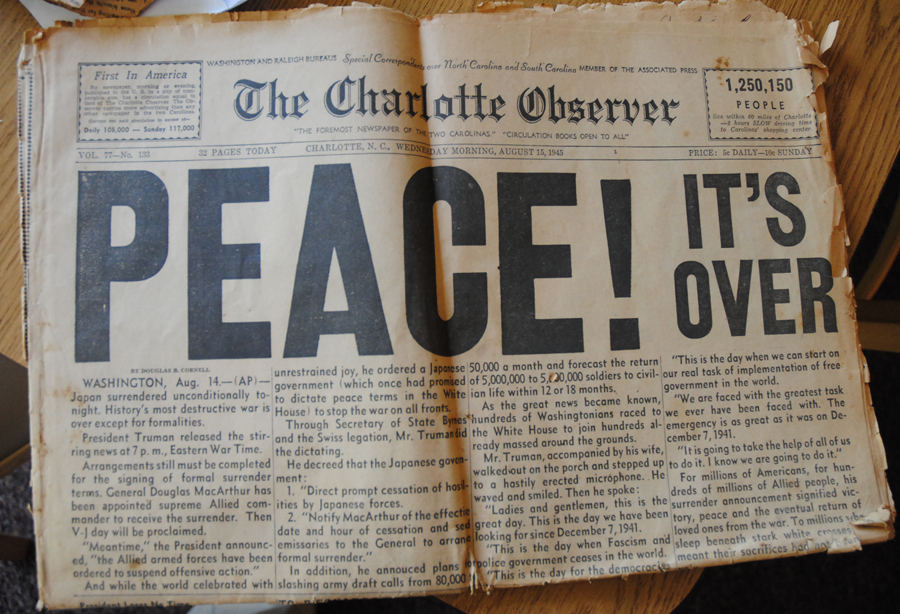 First In America
Daily 109,000 — Sunday 117,000
WASHINGTON AND RALEIGH BUREAUS Special Correspondents over North Carolina and South Carolina MEMBER OF THE ASSOCIATED PRESS
The Charlotte Observer
"THE FOREMOST NEWSPAPER OF THE TWO CAROLINAS." "CIRCULATION BOOKS OPEN TO ALL"
1,250,150
PEOPLE
live within 60 miles of Charlotte
—2 hours SLOW driving time
to Carolinas' shopping center
VOL. 77—No. 133 32 PAGES TODAY CHARLOTTE, N. C., WEDNESDAY MORNING, AUGUST 15, 1945 1 PRICE: 5c DAILY—10c SUNDAY
PEACE!
IT'S
OVER
BY DOUGLAS B. CORNELL
WASHINGTON, Aug. 14.—(AP)—
Japan surrendered unconditionally to-
night. History's most destructive war is
over except for formalities.
President Truman released the stir-
ring news at 7 p. m., Eastern War Time.
Arrangements still must be completed
for the signing of formal surrender
terms. General Douglas MacArthur has
been appointed supreme Allied com-
mander to receive the surrender. Then
V-J day will be proclaimed.
"Meantime," the President announc-
ed, "the Allied armed forces have been
ordered to suspend offensive action."
And while the world celebrated with
unrestrained joy, he ordered a Japanese
government (which once had promised
to dictate peace terms in the White
House) to stop the war on all fronts.
Through Secretary of State Byrnes
and the Swiss legation, Mr. Truman did
the dictating.
He decreed that the Japanese govern-
ment:
1. "Direct prompt cessation of hostil-
ities by Japanese forces.
2. "Notify MacArthur of the effective
date and hour of cessation and send
emissaries to the General to arrange
formal surrender."
In addition, he annouced plans
slashing army draft calls from 80,000
50,000 a month and forecast the return
of 5,000,000 to soldiers to civil-
ian life within 12 or 18 months.
As the great news became known,
hundreds of Washingtonians raced to
the White House to join hundreds al-
ready massed around the grounds.
Mr. Truman, accompanied by his wife,
walked out on the porch and stepped up
to a hastily erected microphone. He
waved and smiled. Then he spoke:
"Ladies and gentlemen, this is the
great day. This is the day we have been
looking for since December 7, 1941.
"This is the day when Fascism and
police government ceases in the world.
"This is the day for the democracies
"This is the day when we can start on
our real task of implementation of free
government in the world.
"We are faced with the greatest task
we ever have been faced with. The
emergency is as great as it was on De-
cember 7, 1941.
"It is going to take the help of all of us
to do it. I know we are going to do it."
For millions of Americans, for hun-
dreds of millions of Allied people, his
surrender announcement signified vic-
tory, peace and the eventual return of
loved ones from the war. To millions who
sleep beneath stark white crosses
meant their sacrifices had not